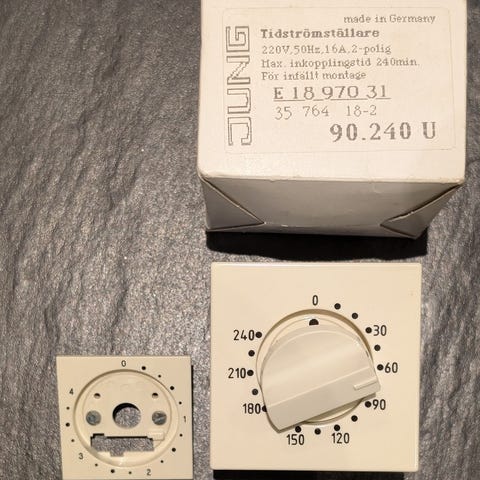 made in Germany
JUNG
Tidströmställare
220V,50Hz,16A,2-polig
Max. inkopplingstid 240min.
För infällt montage
E 18 970 31
35 764 18-2
90.240 U
0
30
60
90
120
150
180
210
240
0
1
2
3
4